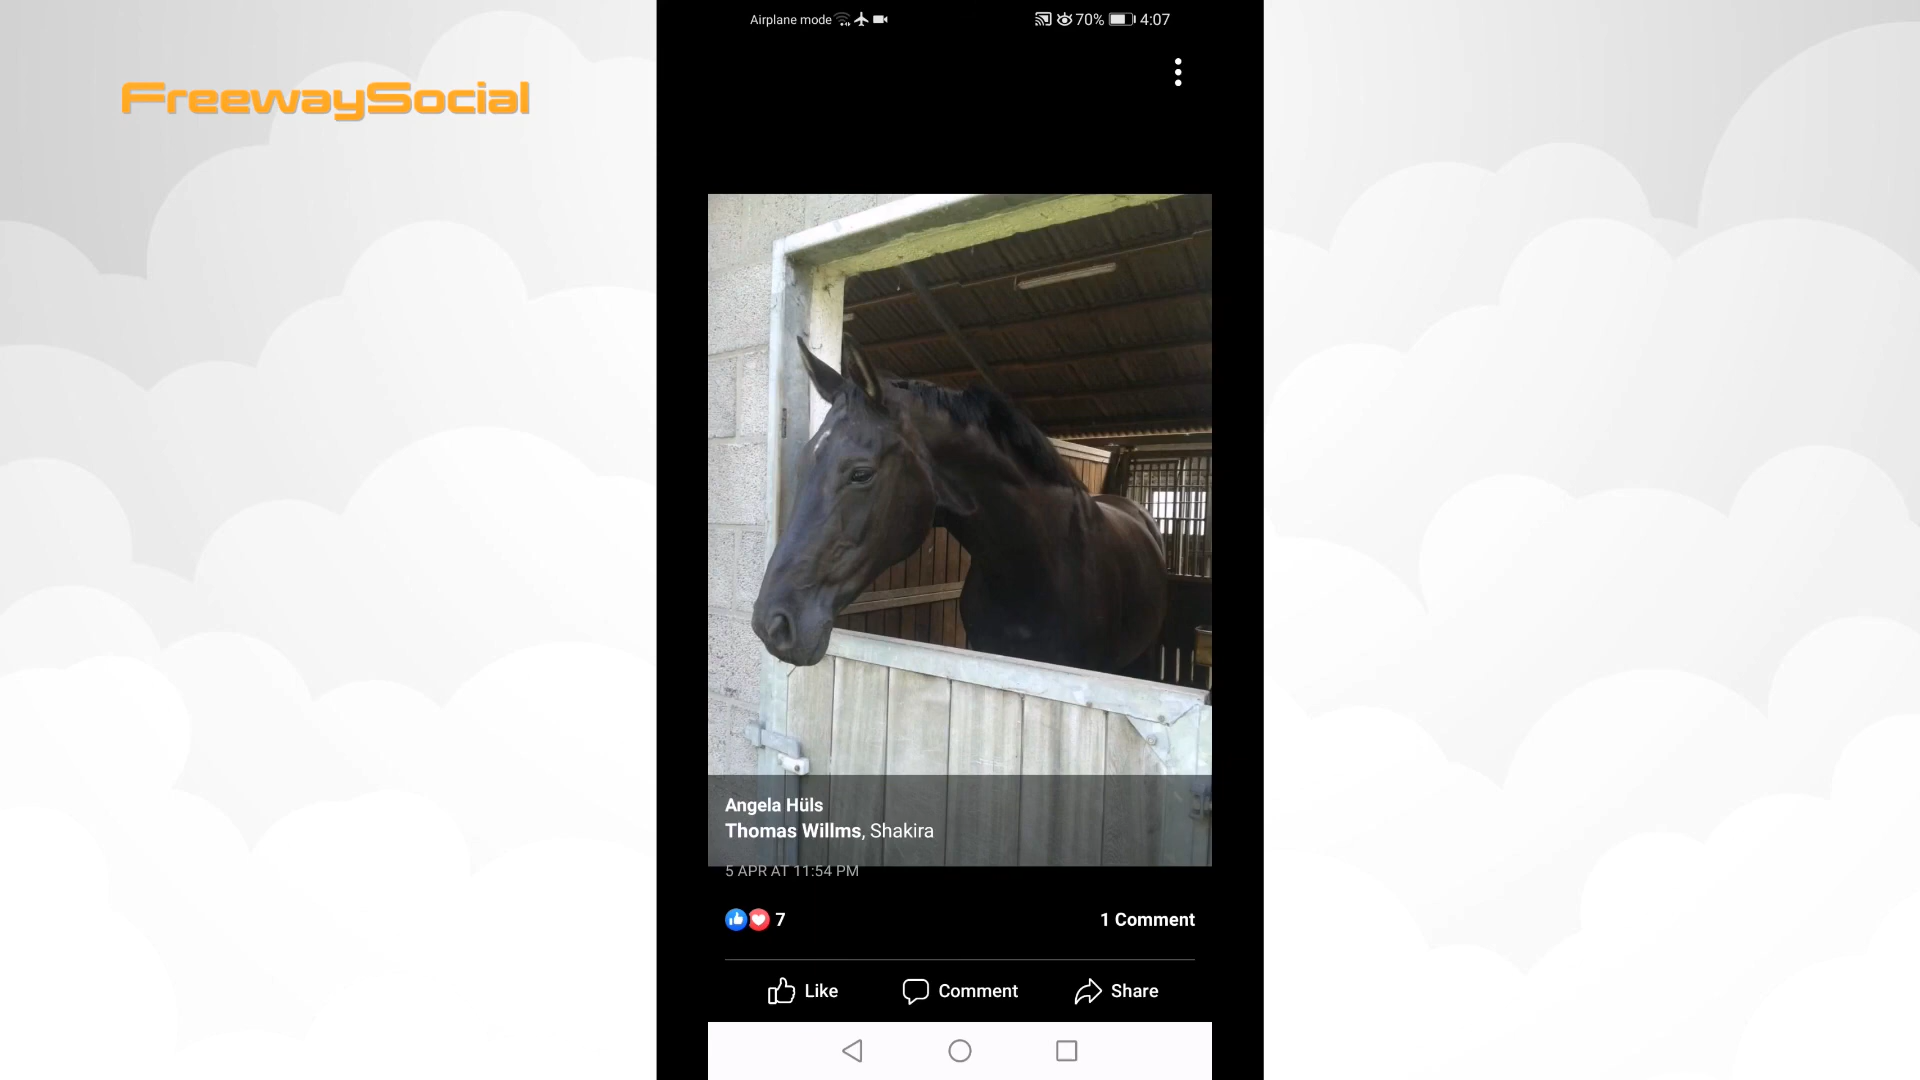 Airplane mode 70% 4:07
FreewaySocial
Angela Hüls
Thomas Willms, Shakira
5 APR AT 11:54 PM
7 1 Comment
Like Comment Share